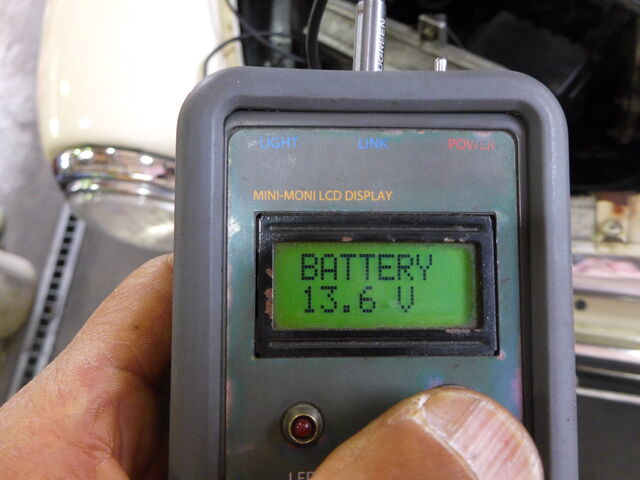 LIGHT LINK POWER
MINI-MONI LCD DISPLAY
BATTERY
13.6 V